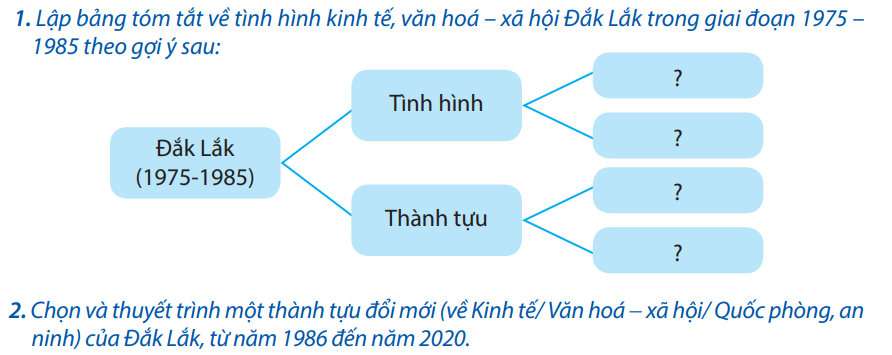 1. Lập bảng tóm tắt về tình hình kinh tế, văn hoá – xã hội Đắk Lắk trong giai đoạn 1975 –
1985 theo gợi ý sau:
?
Tình hình
?
Đắk Lắk
(1975-1985)
?
Thành tựu
?
2. Chọn và thuyết trình một thành tựu đổi mới (về Kinh tế/ Văn hoá – xã hội/ Quốc phòng, an
ninh) của Đắk Lắk, từ năm 1986 đến năm 2020.